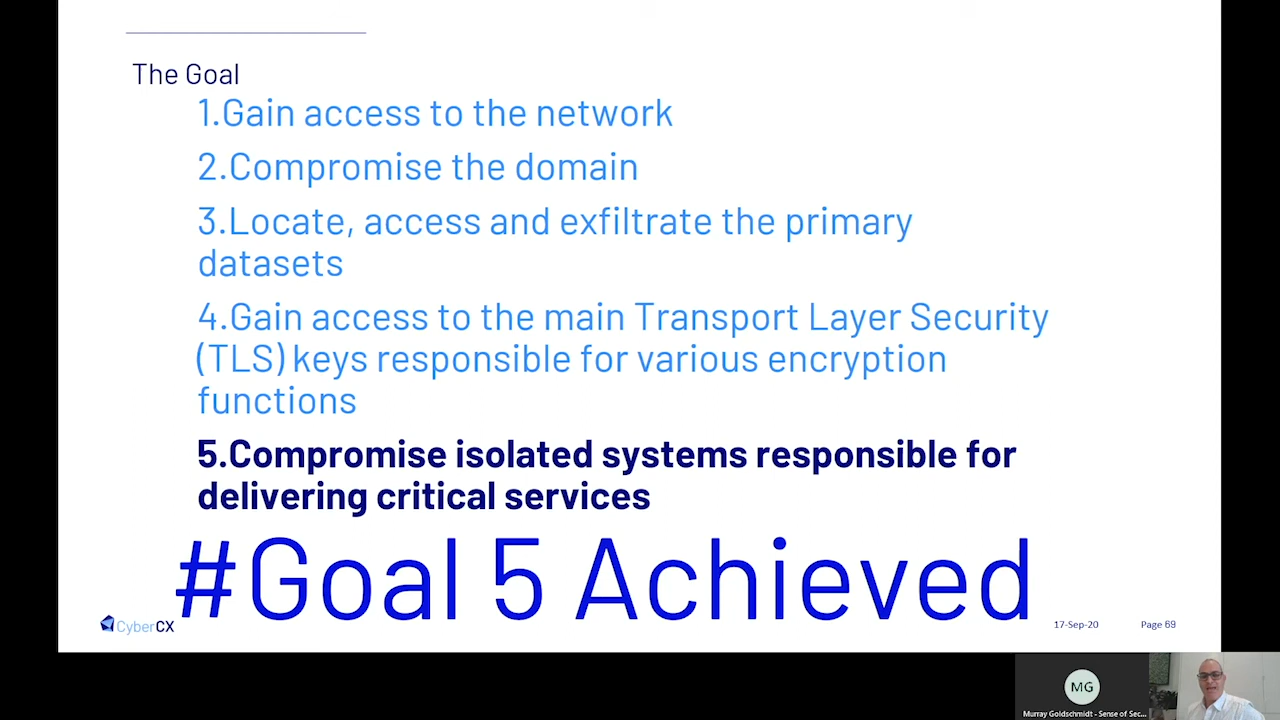 The Goal
1.Gain access to the network
2.Compromise the domain
3.Locate, access and exfiltrate the primary
datasets
4.Gain access to the main Transport Layer Security
(TLS) keys responsible for various encryption
functions
5.Compromise isolated systems responsible for
delivering critical services
#Goal 5 Achieved
CyberCX
17-Sep-20
Page 69
MG
Murray Goldschmidt - Sense of Sec...